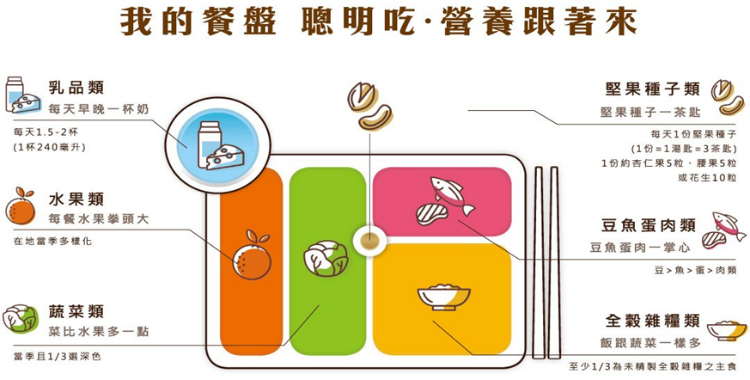 我的餐盤 聰明吃·營養跟著來
乳品類
每天早晚一杯奶
每天1.5-2杯
(1杯240毫升)
水果類
每餐水果拳頭大
在地當季多樣化
蔬菜類
菜比水果多一點
當季且1/3選深色
堅果種子類
堅果種子一茶匙
每天1份堅果種子
(1份=1湯匙=3茶匙)
1份約杏仁果5粒、腰果5粒
或花生10粒
豆魚蛋肉類
豆魚蛋肉一掌心
豆>魚>蛋>肉類
全穀雜糧類
飯跟蔬菜一樣多
至少1/3為未精製全穀雜糧之主食